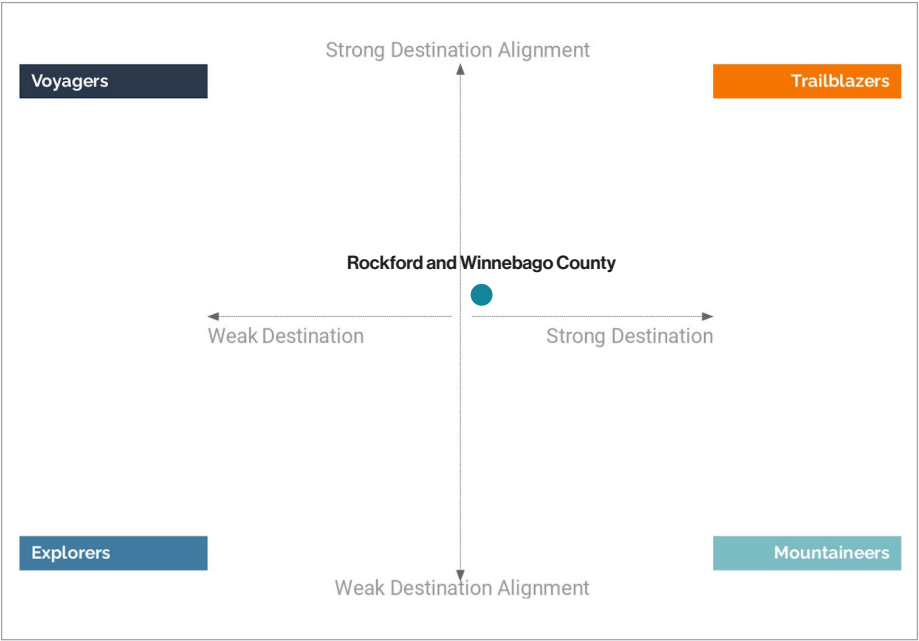 Strong Destination Alignment
Voyagers
Trailblazers
Rockford and Winnebago County
Weak Destination
Strong Destination
Explorers
Mountaineers
Weak Destination Alignment